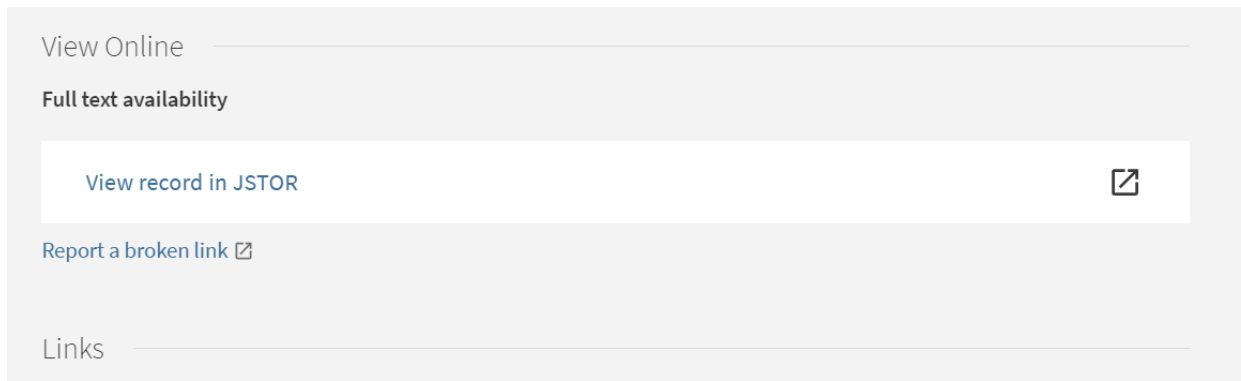 View Online
Full text availability
View record in JSTOR
Report a broken link
Links